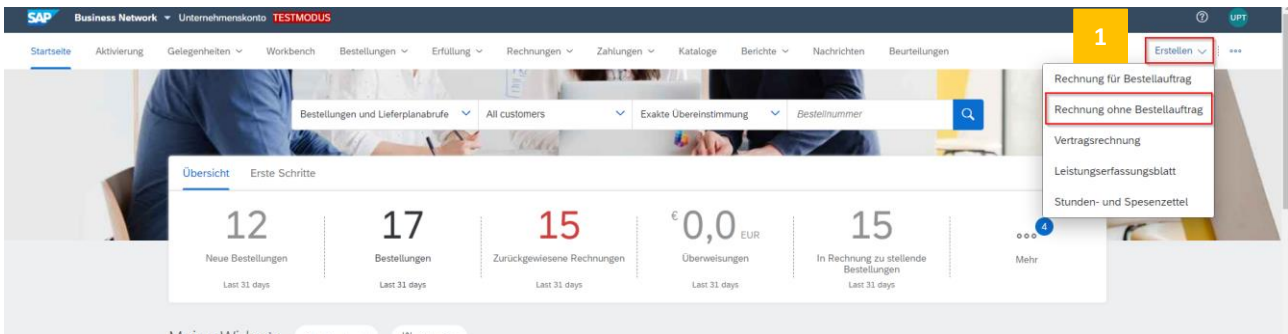 SAP Business Network Unternehmenskonto TESTMODUS UPT
Startseite Aktivierung Gelegenheiten Workbench Bestellungen Erfüllung Rechnungen Zahlungen Kataloge Berichte Nachrichten Beurteilungen 1 Erstellen
Rechnung für Bestellauftrag
Rechnung ohne Bestellauftrag
Vertragsrechnung
Leistungserfassungsblatt
Stunden- und Spesenzettel
Bestellungen und Lieferplanabrufe All customers Exakte Übereinstimmung Bestellnummer
Übersicht Erste Schritte
12 17 15 € 0,0 EUR 15 4
Neue Bestellungen Bestellungen Zurückgewiesene Rechnungen Überweisungen In Rechnung zu stellende Mehr
Bestellungen
Last 31 days Last 31 days Last 31 days Last 31 days Last 31 days